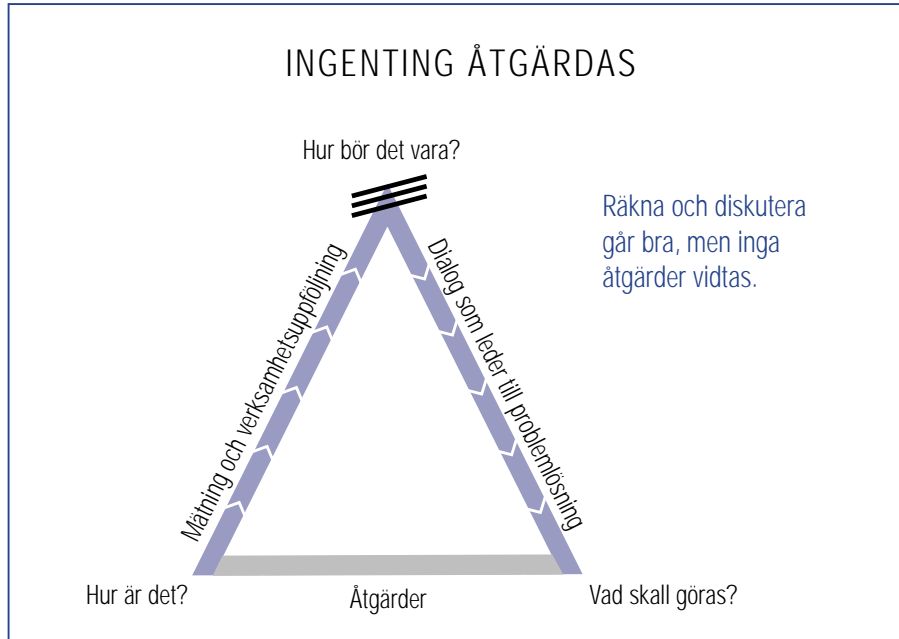 INGENTING ÅTGÄRDAS
Hur bör det vara?
Räkna och diskutera
går bra, men inga
åtgärder vidtas.
Mätning och verksamhetsuppföljning
Dialog som leder till problemlösning
Hur är det?
Åtgärder
Vad skall göras?